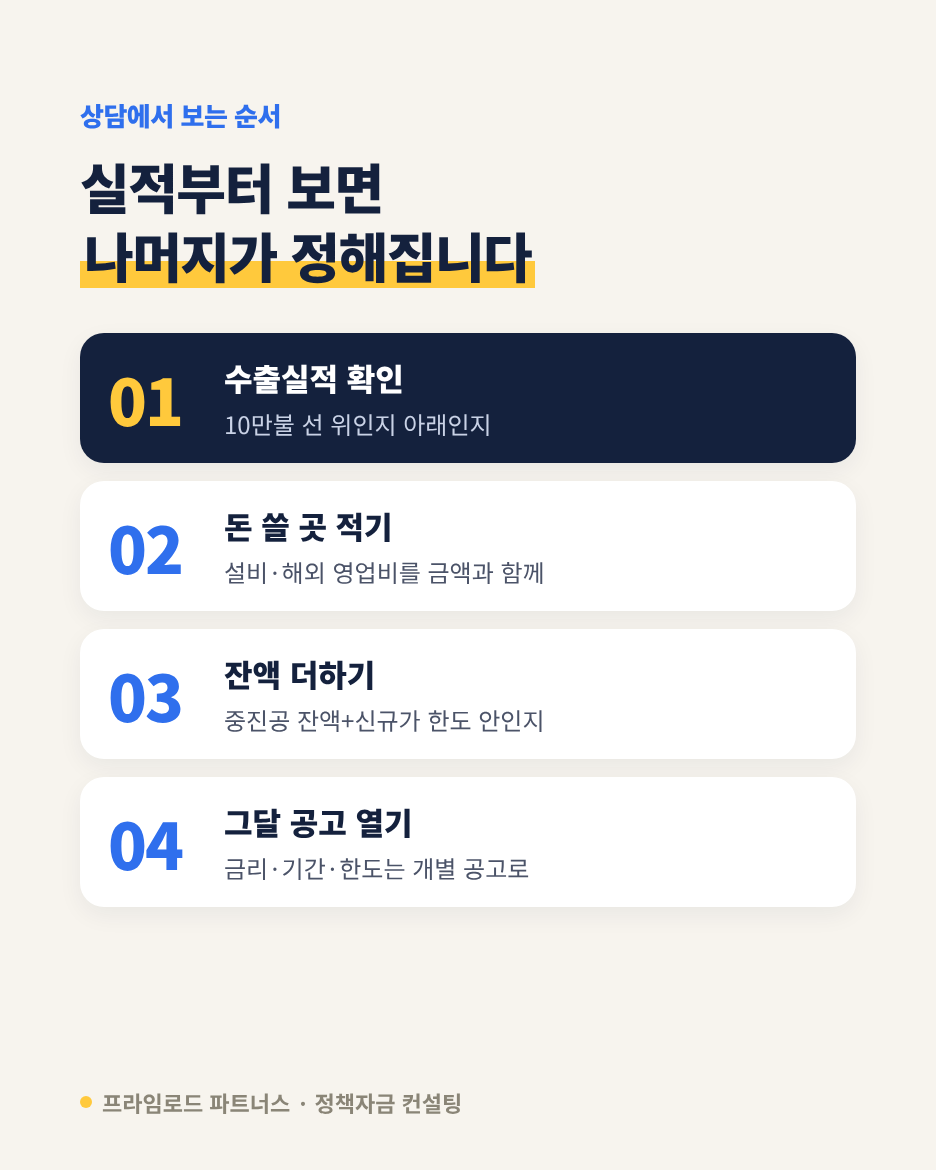 상담에서 보는 순서
실적부터 보면
나머지가 정해집니다
01
수출실적 확인
10만불 선 위인지 아래인지
02
돈 쓸 곳 적기
설비·해외 영업비를 금액과 함께
03
잔액 더하기
중진공 잔액+신규가 한도 안인지
04
그달 공고 열기
금리·기간·한도는 개별 공고로
프라임로드 파트너스 · 정책자금 컨설팅